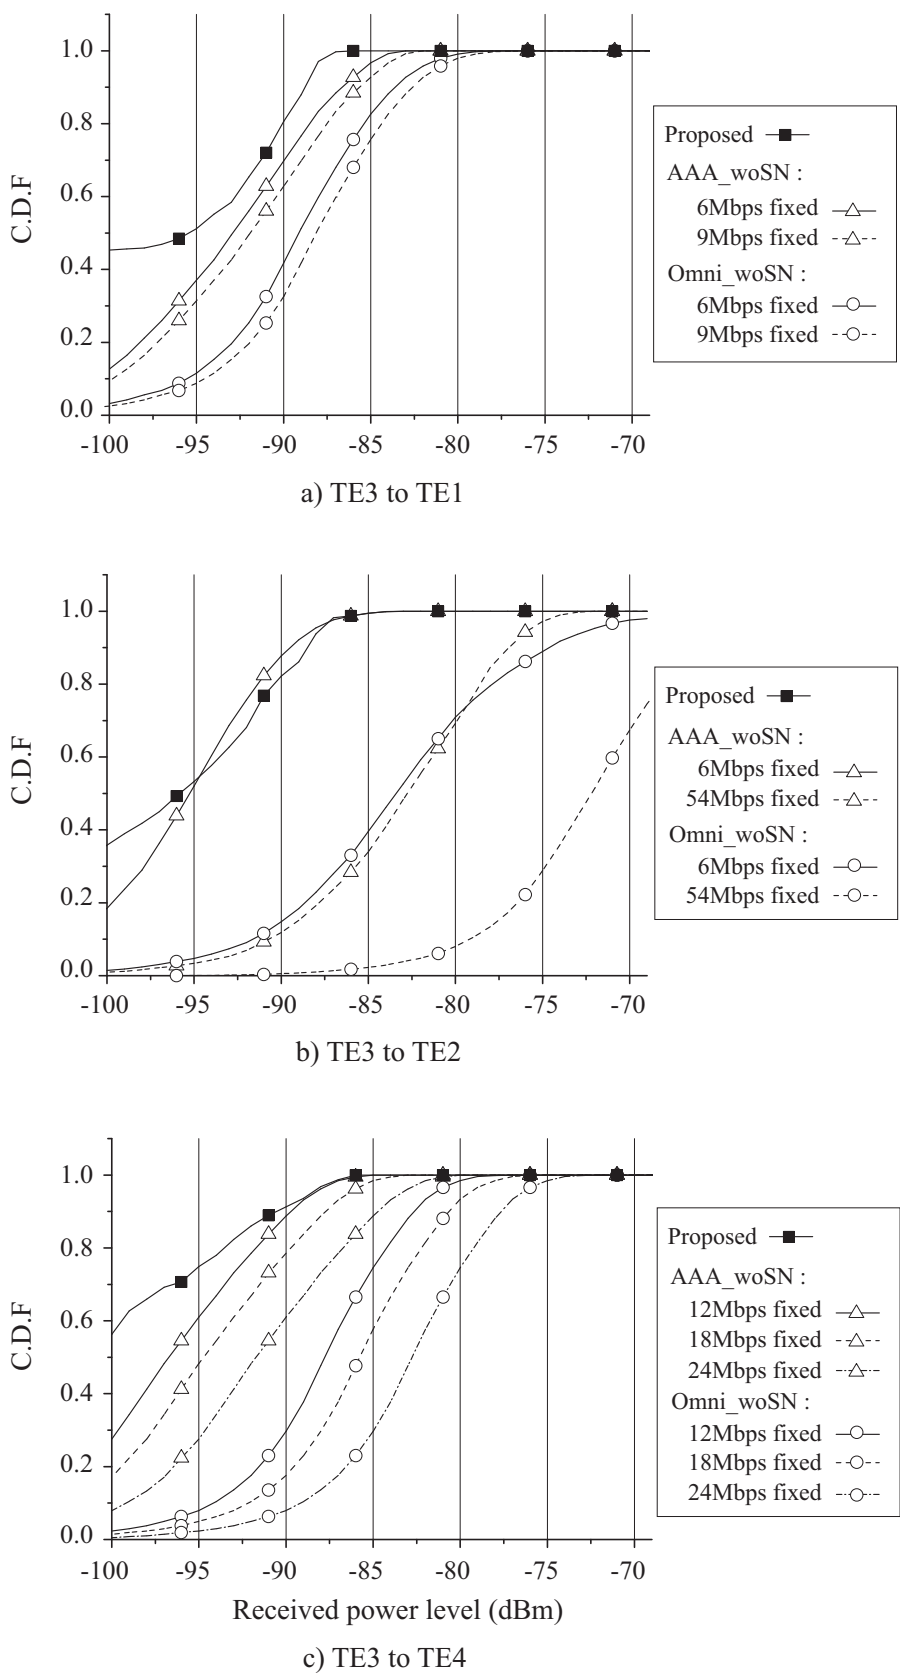 1.0
0.8
0.6
0.4
0.2
0.0
C.D.F
-100 -95 -90 -85 -80 -75 -70
a) TE3 to TE1
Proposed
AAA_woSN :
6Mbps fixed
9Mbps fixed
Omni_woSN :
6Mbps fixed
9Mbps fixed
1.0
0.8
0.6
0.4
0.2
0.0
C.D.F
-100 -95 -90 -85 -80 -75 -70
b) TE3 to TE2
Proposed
AAA_woSN :
6Mbps fixed
54Mbps fixed
Omni_woSN :
6Mbps fixed
54Mbps fixed
1.0
0.8
0.6
0.4
0.2
0.0
C.D.F
-100 -95 -90 -85 -80 -75 -70
Received power level (dBm)
c) TE3 to TE4
Proposed
AAA_woSN :
12Mbps fixed
18Mbps fixed
24Mbps fixed
Omni_woSN :
12Mbps fixed
18Mbps fixed
24Mbps fixed